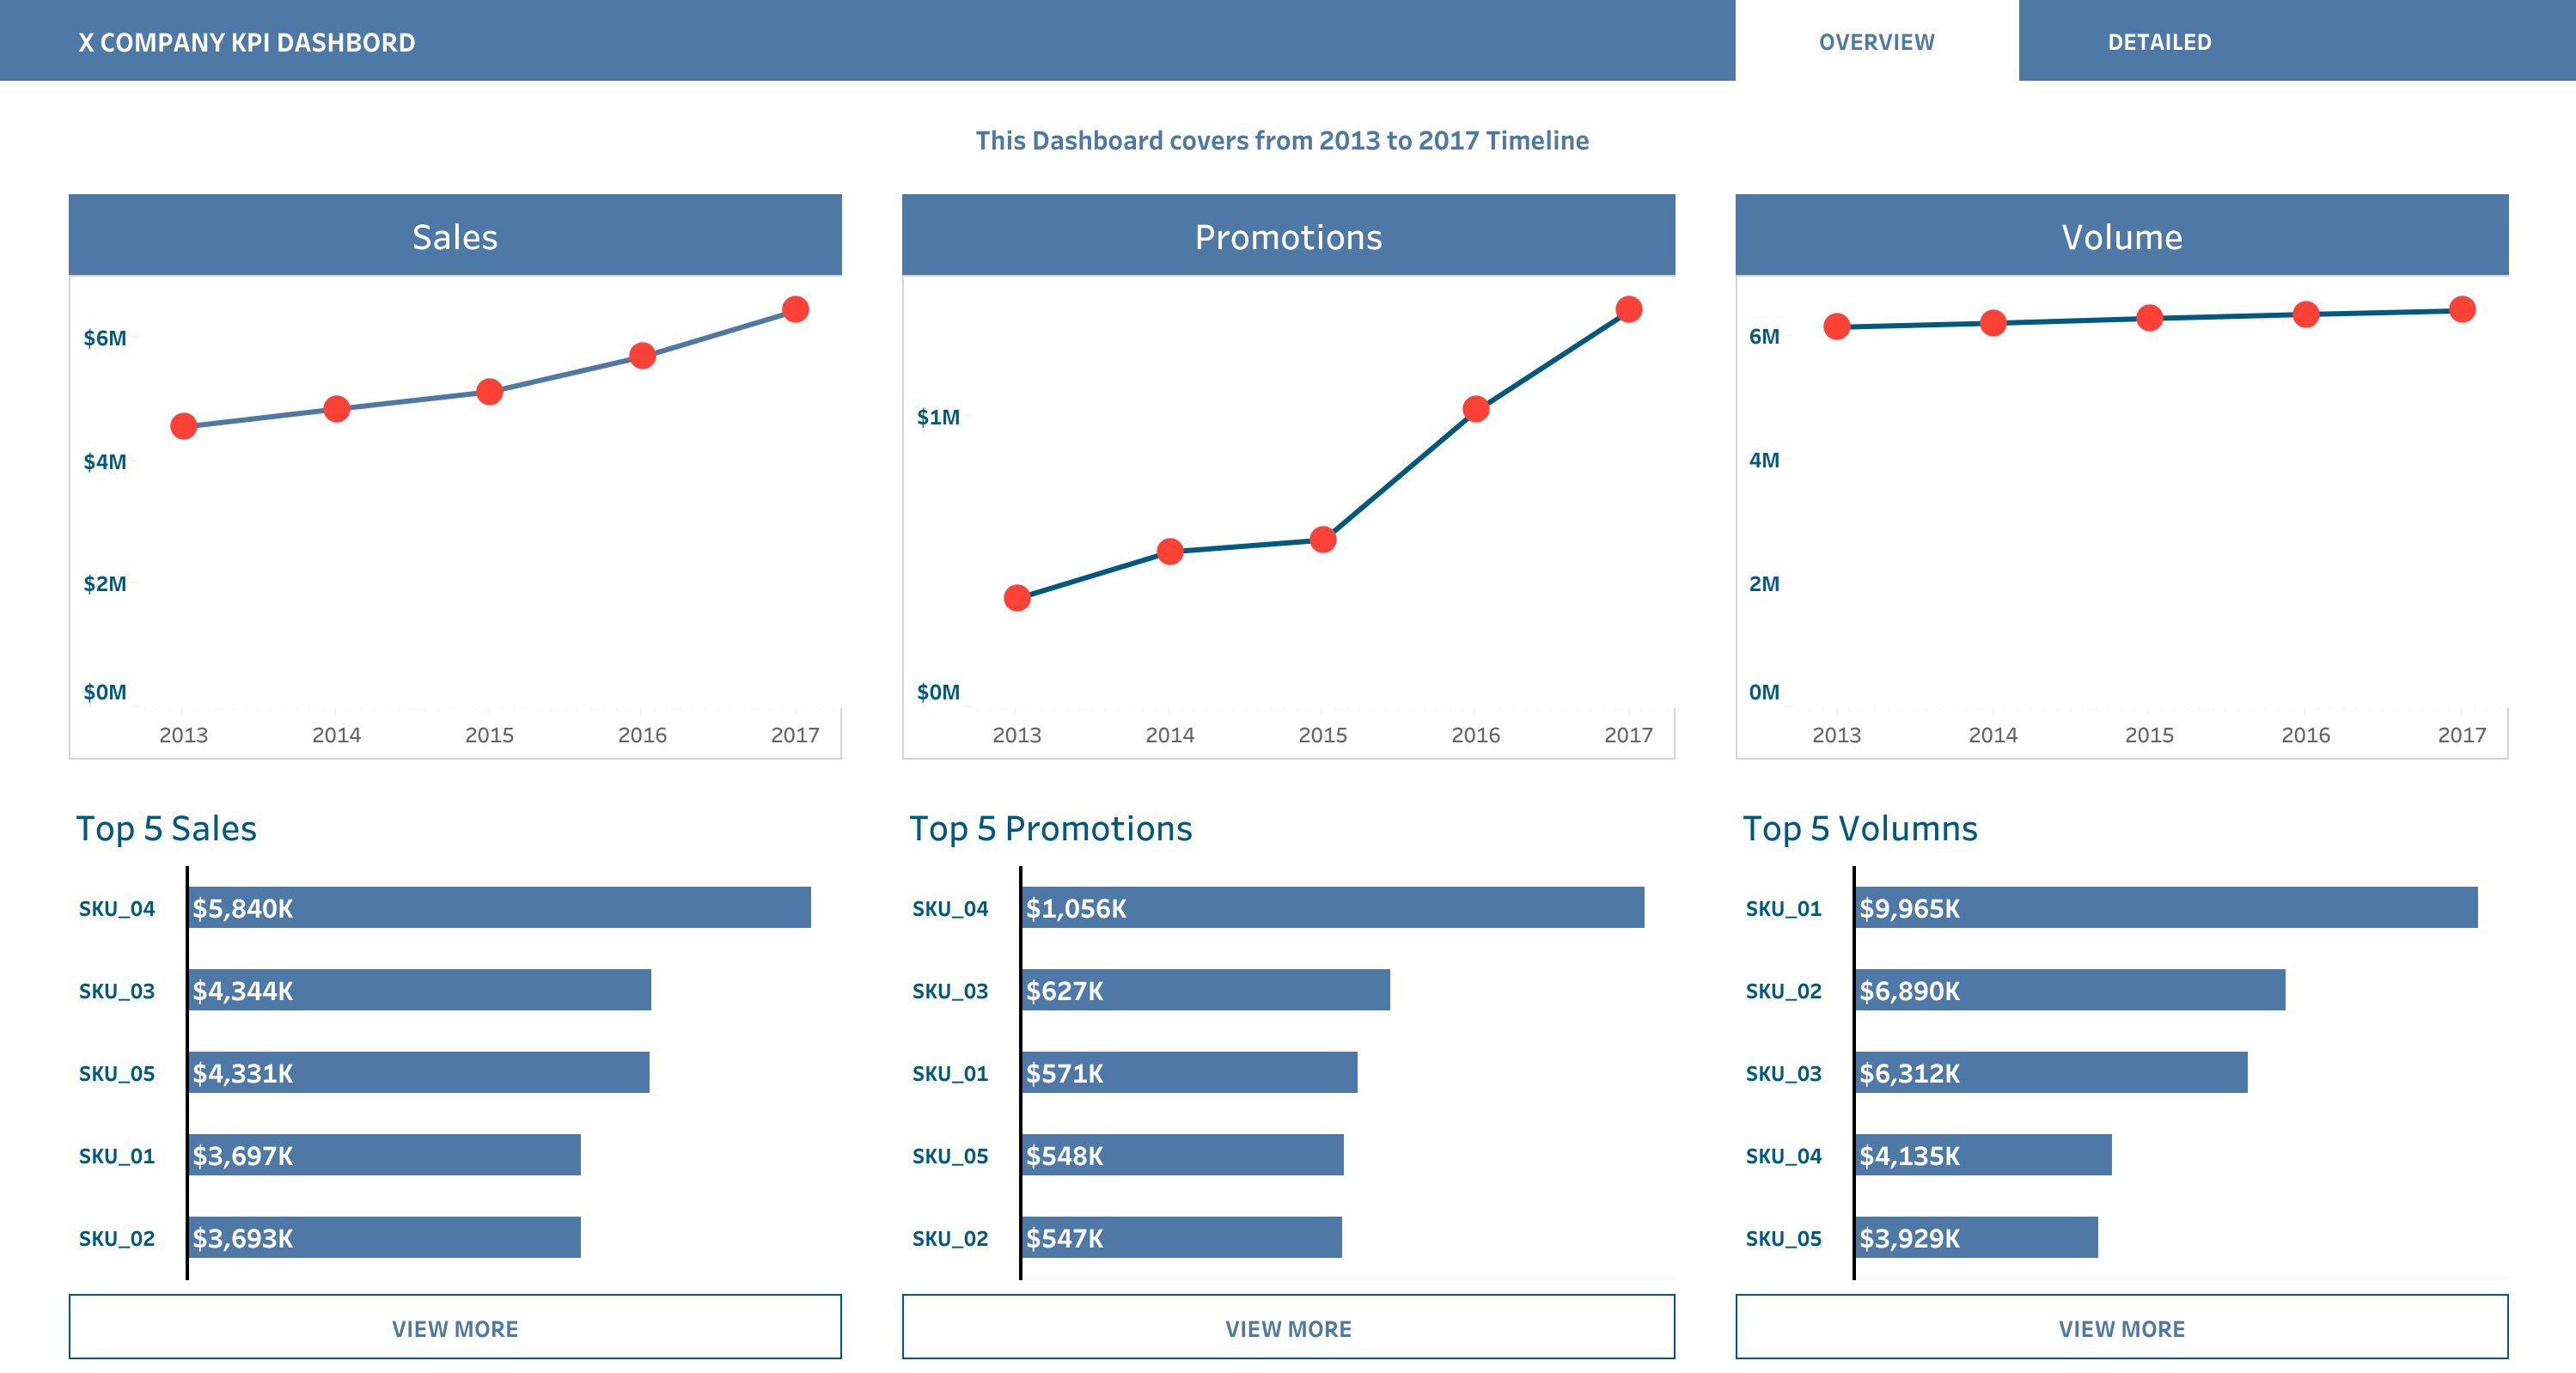 X COMPANY KPI DASHBORD
OVERVIEW
DETAILED
This Dashboard covers from 2013 to 2017 Timeline
Sales
$6M
$4M
$2M
$0M
2013 2014 2015 2016 2017
Promotions
$1M
$0M
2013 2014 2015 2016 2017
Volume
6M
4M
2M
0M
2013 2014 2015 2016 2017
Top 5 Sales
SKU_04 $5,840K
SKU_03 $4,344K
SKU_05 $4,331K
SKU_01 $3,697K
SKU_02 $3,693K
VIEW MORE
Top 5 Promotions
SKU_04 $1,056K
SKU_03 $627K
SKU_01 $571K
SKU_05 $548K
SKU_02 $547K
VIEW MORE
Top 5 Volumns
SKU_01 $9,965K
SKU_02 $6,890K
SKU_03 $6,312K
SKU_04 $4,135K
SKU_05 $3,929K
VIEW MORE